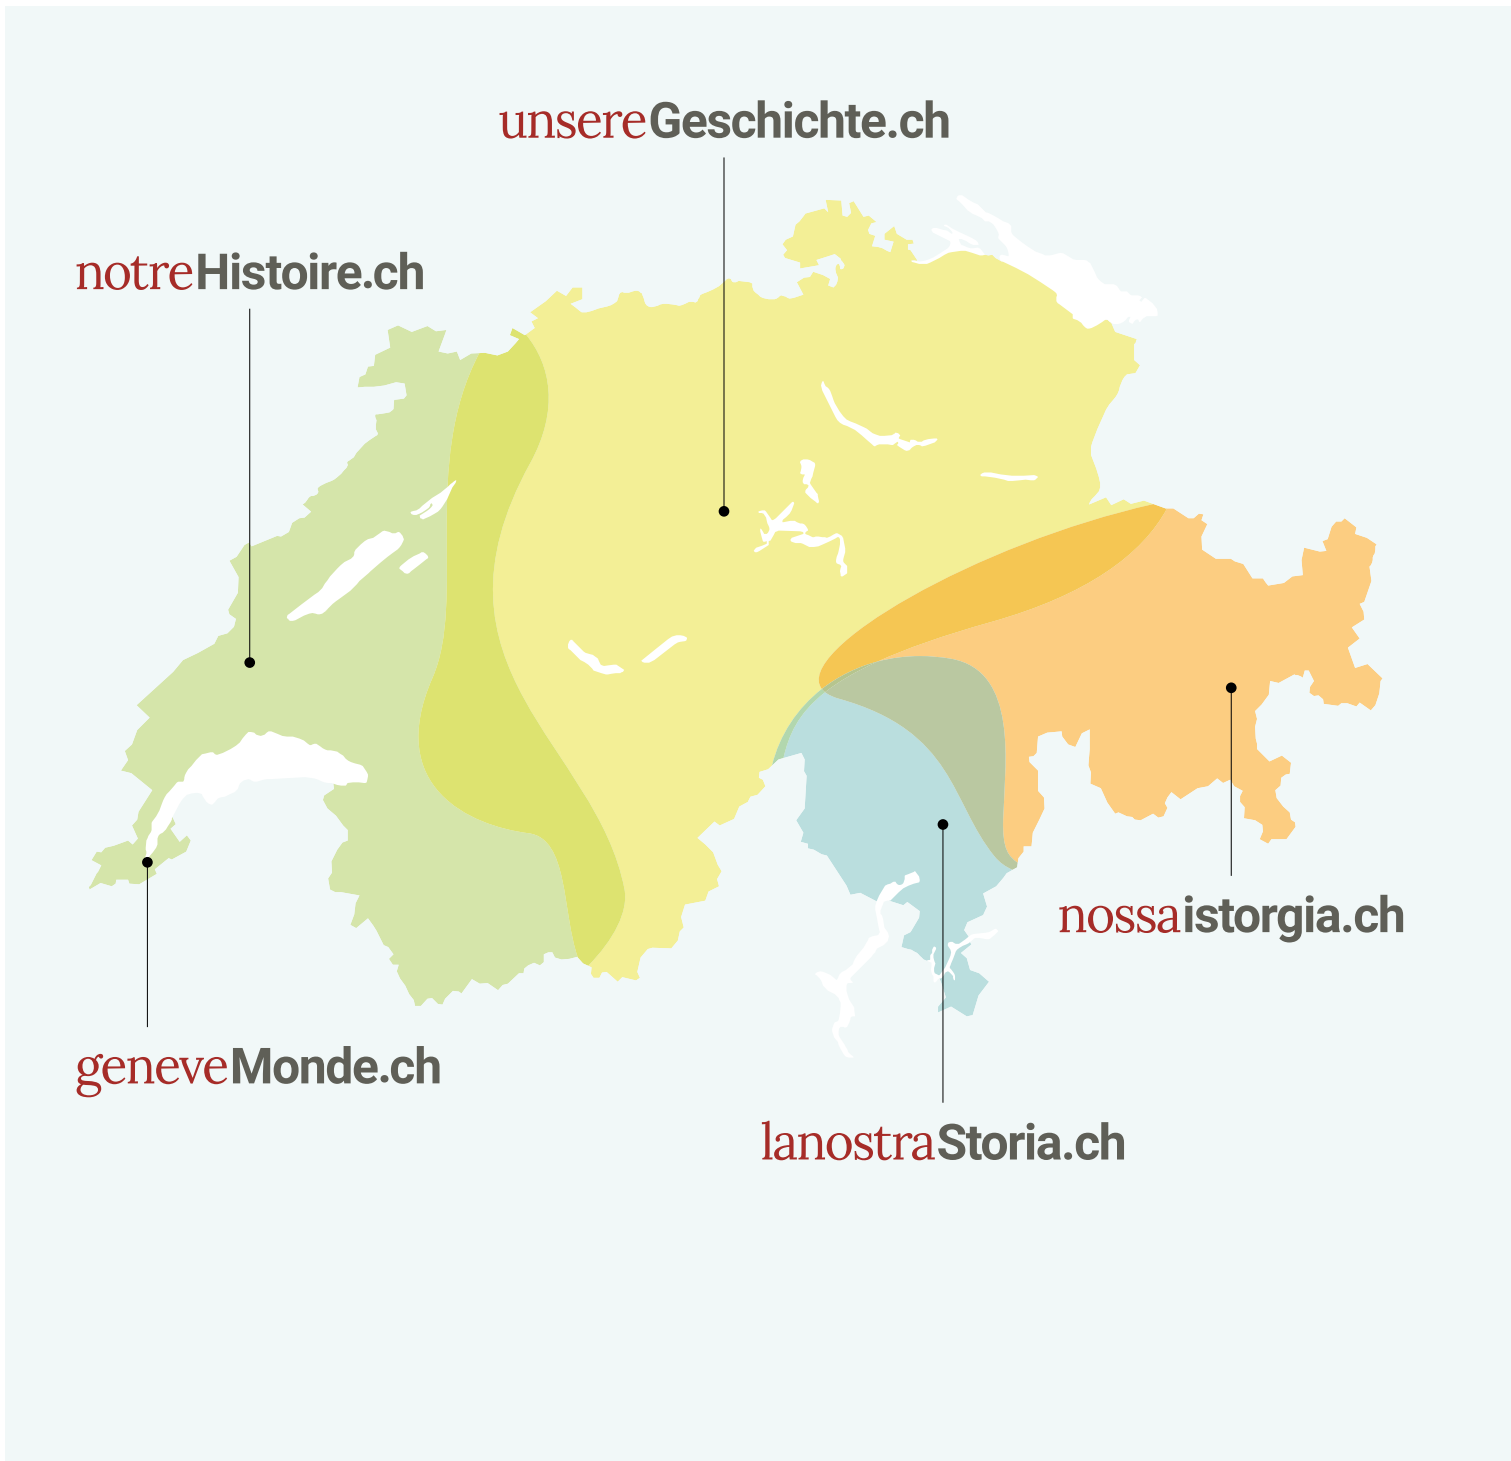 unsereGeschichte.ch
notreHistoire.ch
nossaistorgia.ch
geneveMonde.ch
lanostraStoria.ch